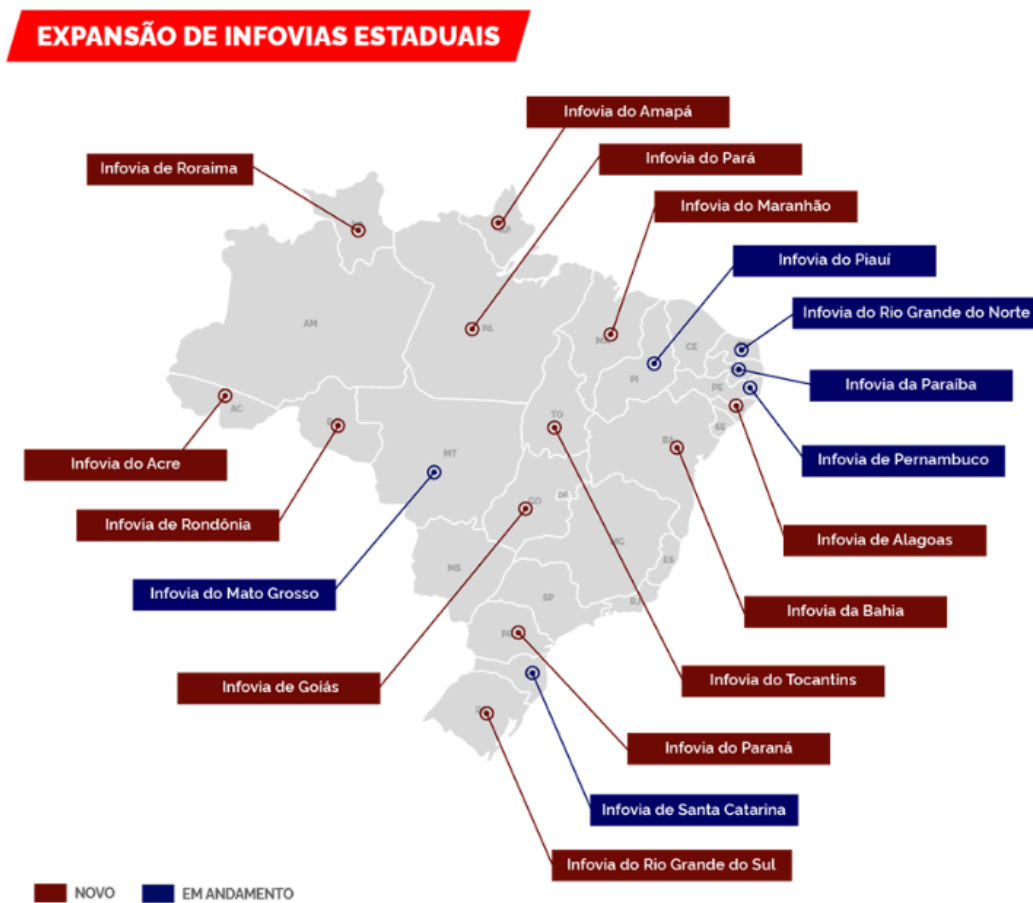 EXPANSÃO DE INFOVIAS ESTADUAIS
Infovia do Amapá
Infovia do Pará
Infovia de Roraima
Infovia do Maranhão
Infovia do Piauí
Infovia do Rio Grande do Norte
Infovia da Paraíba
Infovia de Pernambuco
Infovia do Acre
Infovia de Rondônia
Infovia de Alagoas
Infovia do Mato Grosso
Infovia da Bahia
Infovia de Goiás
Infovia do Tocantins
Infovia do Paraná
Infovia de Santa Catarina
Infovia do Rio Grande do Sul
AM
PA
CE
PI
PE
AC
TO
SE
BA
MT
GO
DF
MG
ES
MS
SP
RJ
NOVO
EM ANDAMENTO